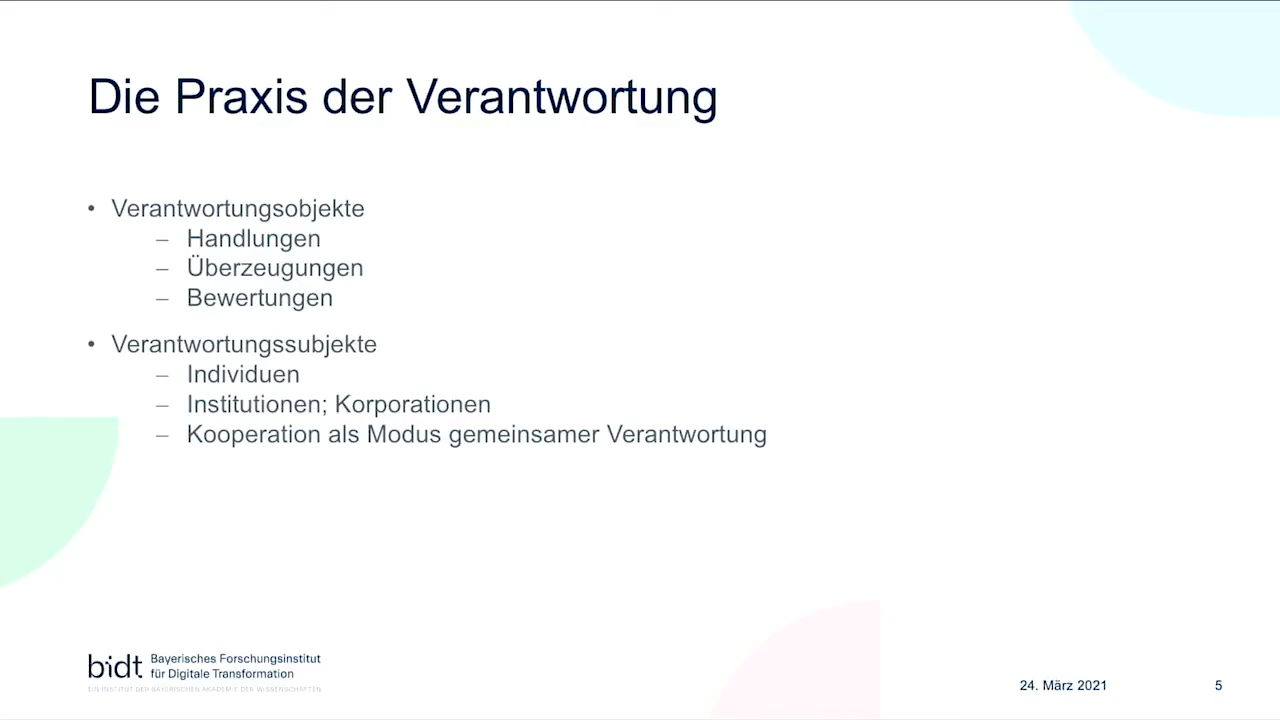 Die Praxis der Verantwortung
• Verantwortungsobjekte
– Handlungen
– Überzeugungen
– Bewertungen
• Verantwortungssubjekte
– Individuen
– Institutionen; Korporationen
– Kooperation als Modus gemeinsamer Verantwortung
bidt Bayerisches Forschungsinstitut
für Digitale Transformation
EIN INSTITUT DER BAYERISCHEN AKADEMIE DER WISSENSCHAFTEN
24. März 2021
5